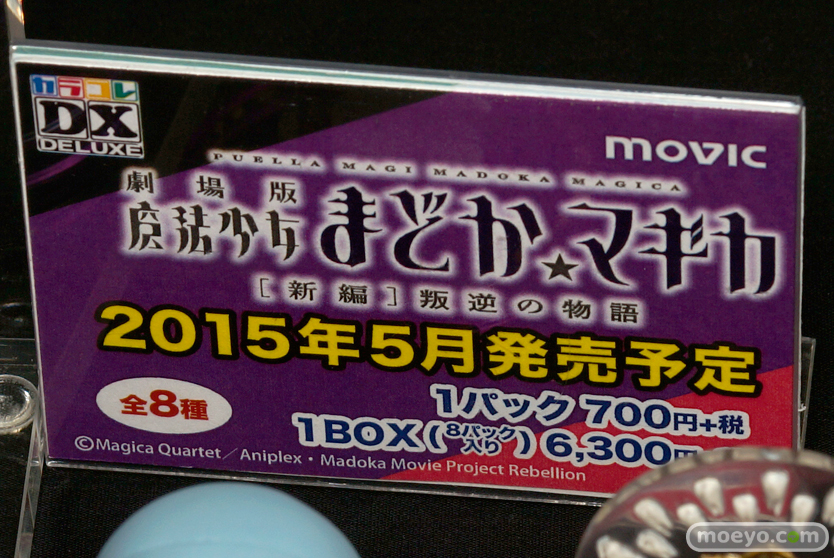 カラコレ
DX
DELUXE
movic
PUELLA MAGI MADOKA MAGICA
劇場版
魔法少女まどか★マギカ
[新編]叛逆の物語
2015年5月発売予定
全8種
1パック 700円+税
1BOX(8パック入り) 6,300円
©Magica Quartet/Aniplex・Madoka Movie Project Rebellion
moeyo.com